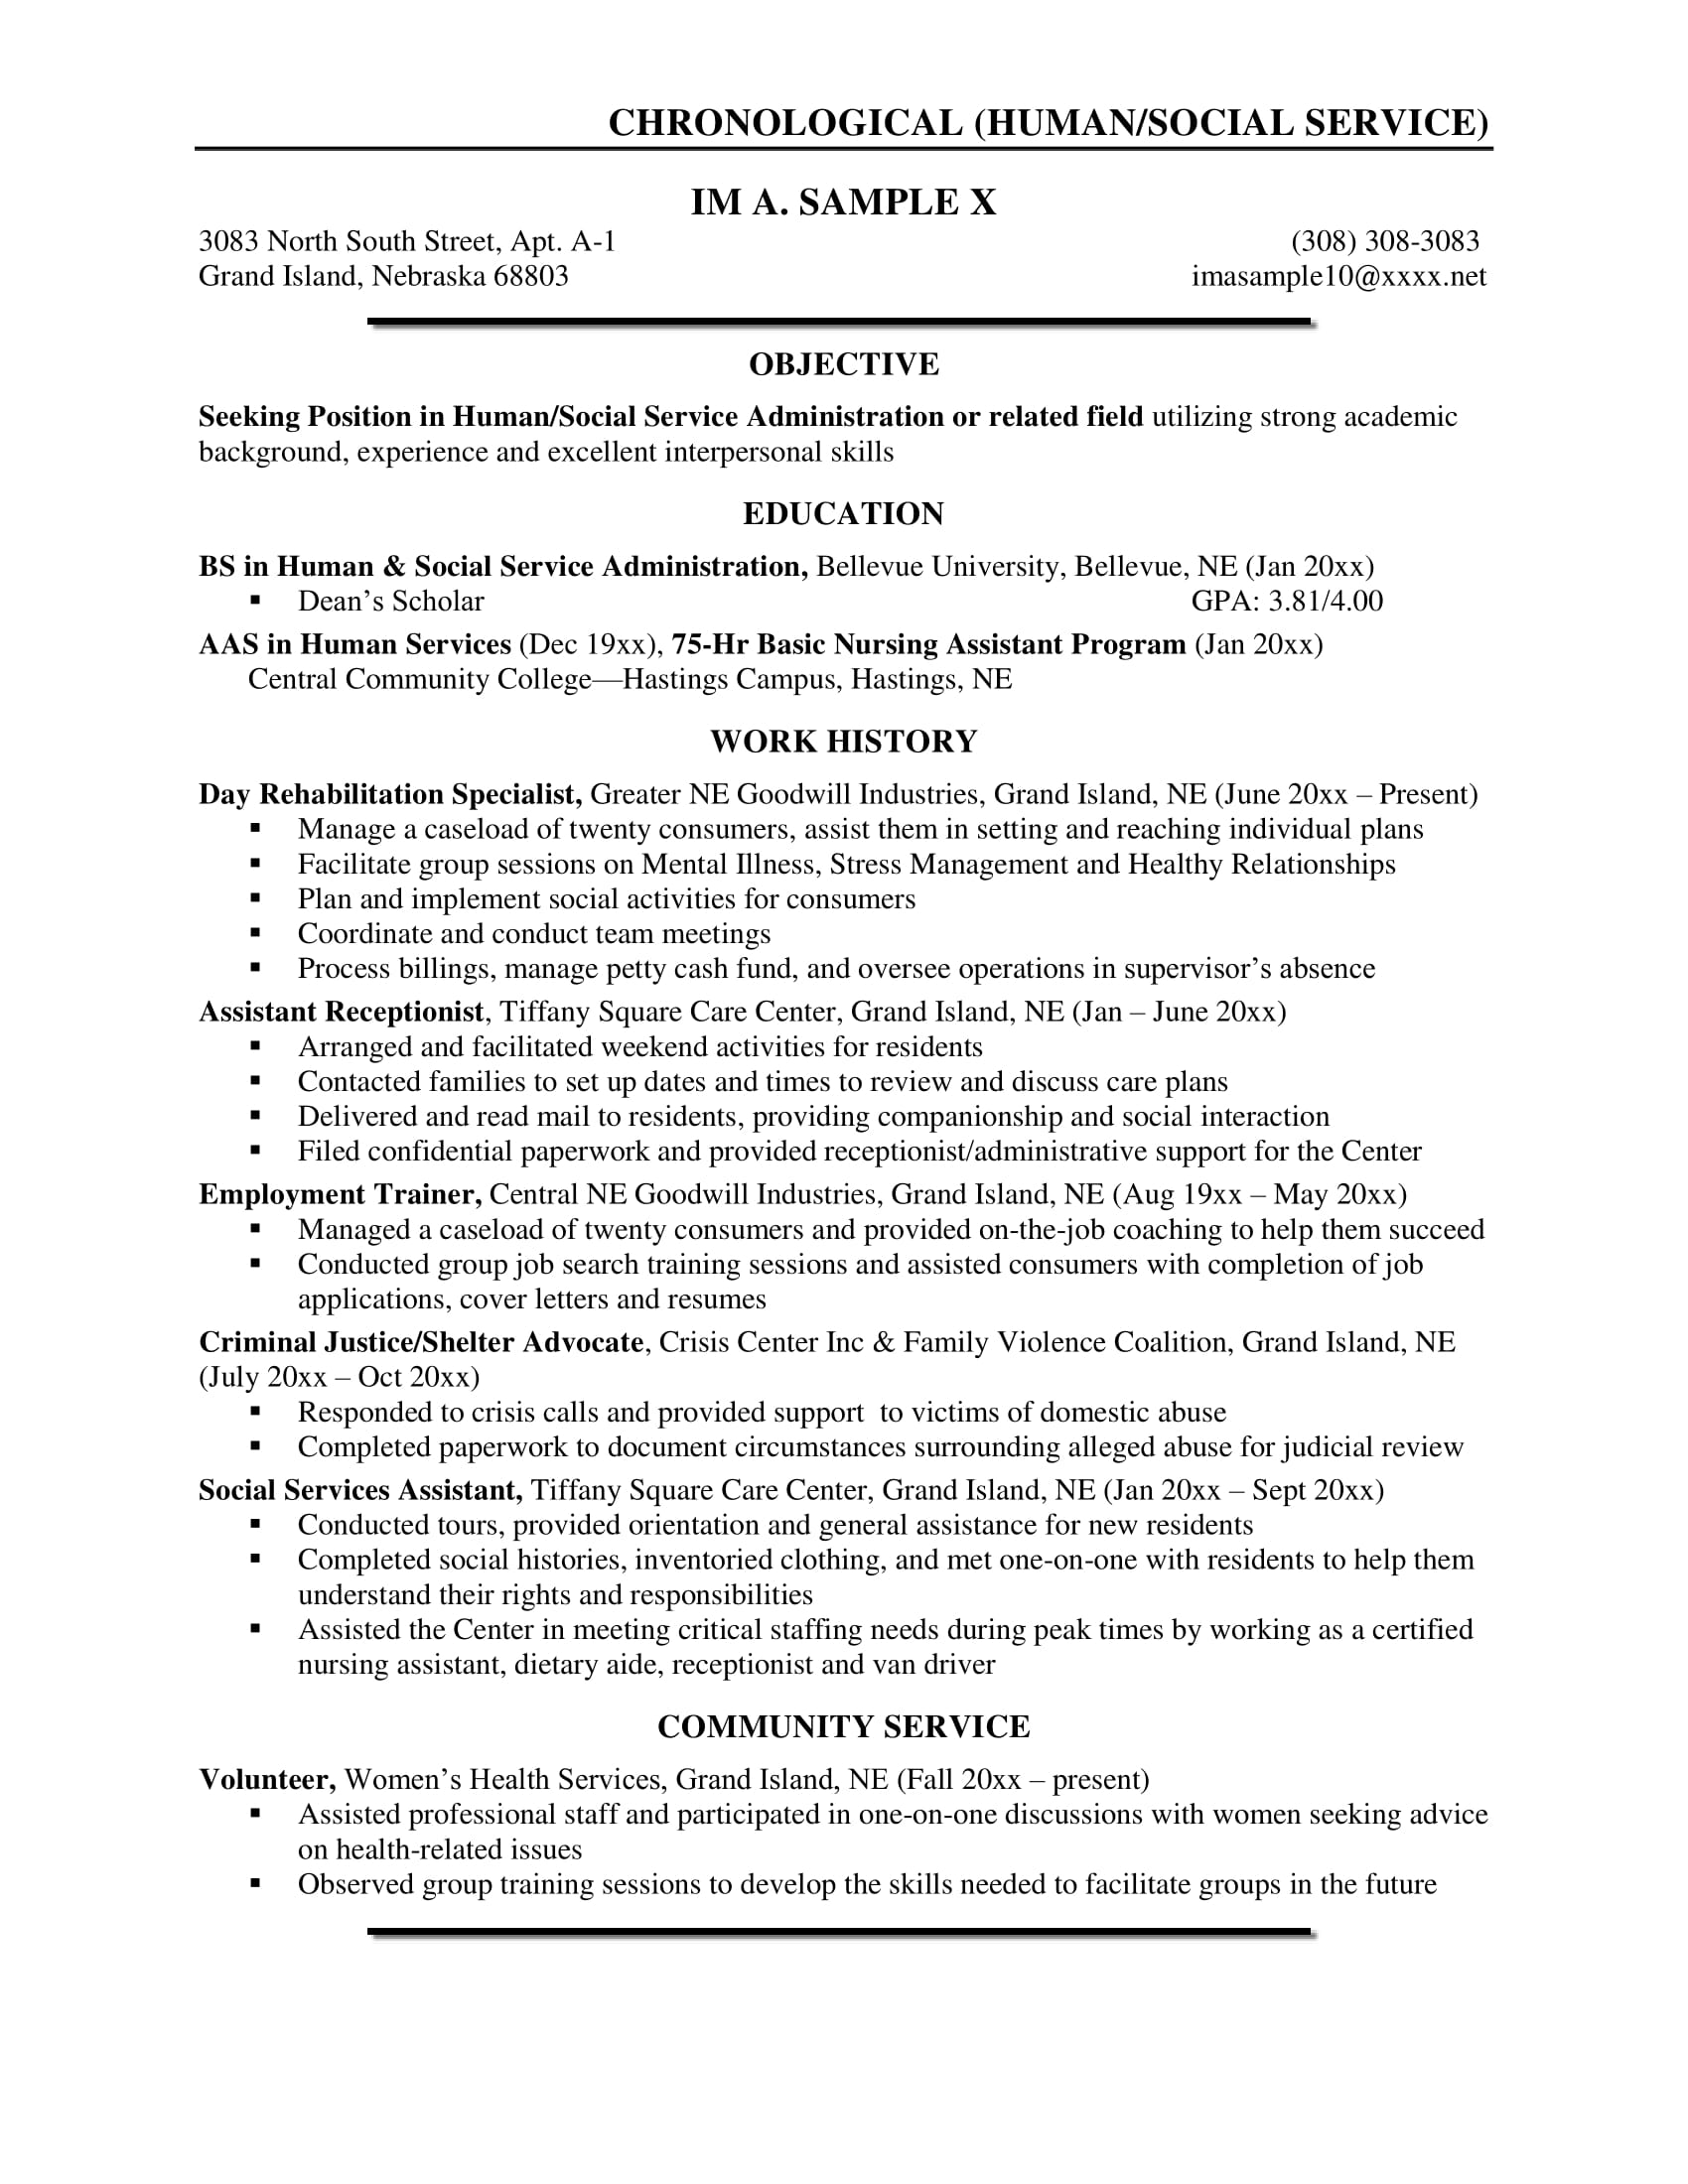 CHRONOLOGICAL (HUMAN/SOCIAL SERVICE)
IM A. SAMPLE X
3083 North South Street, Apt. A-1 (308) 308-3083
Grand Island, Nebraska 68803 imasample10@xxxx.net
OBJECTIVE
Seeking Position in Human/Social Service Administration or related field utilizing strong academic
background, experience and excellent interpersonal skills
EDUCATION
BS in Human & Social Service Administration, Bellevue University, Bellevue, NE (Jan 20xx)
▪ Dean’s Scholar GPA: 3.81/4.00
AAS in Human Services (Dec 19xx), 75-Hr Basic Nursing Assistant Program (Jan 20xx)
Central Community College—Hastings Campus, Hastings, NE
WORK HISTORY
Day Rehabilitation Specialist, Greater NE Goodwill Industries, Grand Island, NE (June 20xx – Present)
▪ Manage a caseload of twenty consumers, assist them in setting and reaching individual plans
▪ Facilitate group sessions on Mental Illness, Stress Management and Healthy Relationships
▪ Plan and implement social activities for consumers
▪ Coordinate and conduct team meetings
▪ Process billings, manage petty cash fund, and oversee operations in supervisor’s absence
Assistant Receptionist, Tiffany Square Care Center, Grand Island, NE (Jan – June 20xx)
▪ Arranged and facilitated weekend activities for residents
▪ Contacted families to set up dates and times to review and discuss care plans
▪ Delivered and read mail to residents, providing companionship and social interaction
▪ Filed confidential paperwork and provided receptionist/administrative support for the Center
Employment Trainer, Central NE Goodwill Industries, Grand Island, NE (Aug 19xx – May 20xx)
▪ Managed a caseload of twenty consumers and provided on-the-job coaching to help them succeed
▪ Conducted group job search training sessions and assisted consumers with completion of job
applications, cover letters and resumes
Criminal Justice/Shelter Advocate, Crisis Center Inc & Family Violence Coalition, Grand Island, NE
(July 20xx – Oct 20xx)
▪ Responded to crisis calls and provided support  to victims of domestic abuse
▪ Completed paperwork to document circumstances surrounding alleged abuse for judicial review
Social Services Assistant, Tiffany Square Care Center, Grand Island, NE (Jan 20xx – Sept 20xx)
▪ Conducted tours, provided orientation and general assistance for new residents
▪ Completed social histories, inventoried clothing, and met one-on-one with residents to help them
understand their rights and responsibilities
▪ Assisted the Center in meeting critical staffing needs during peak times by working as a certified
nursing assistant, dietary aide, receptionist and van driver
COMMUNITY SERVICE
Volunteer, Women’s Health Services, Grand Island, NE (Fall 20xx – present)
▪ Assisted professional staff and participated in one-on-one discussions with women seeking advice
on health-related issues
▪ Observed group training sessions to develop the skills needed to facilitate groups in the future